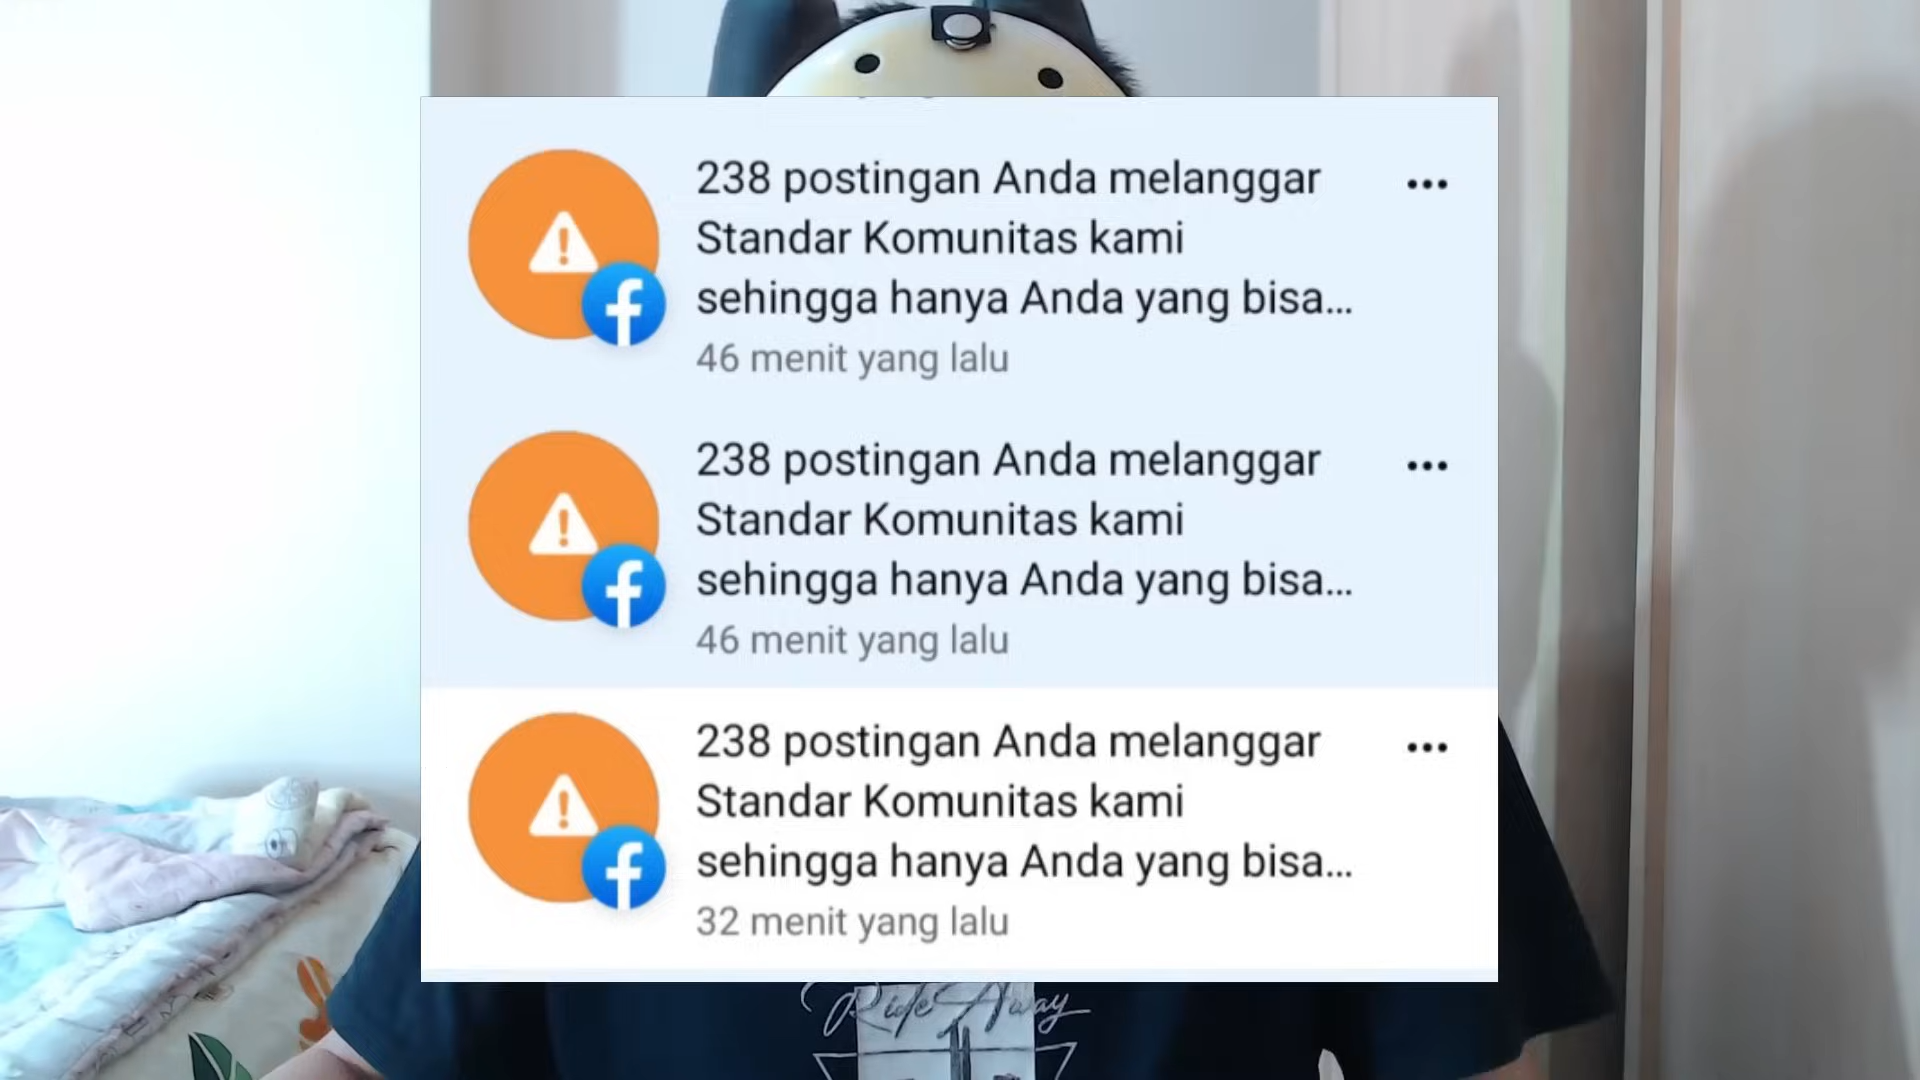 238 postingan Anda melanggar
Standar Komunitas kami
sehingga hanya Anda yang bisa...
46 menit yang lalu
238 postingan Anda melanggar
Standar Komunitas kami
sehingga hanya Anda yang bisa...
46 menit yang lalu
238 postingan Anda melanggar
Standar Komunitas kami
sehingga hanya Anda yang bisa...
32 menit yang lalu
Ride Away